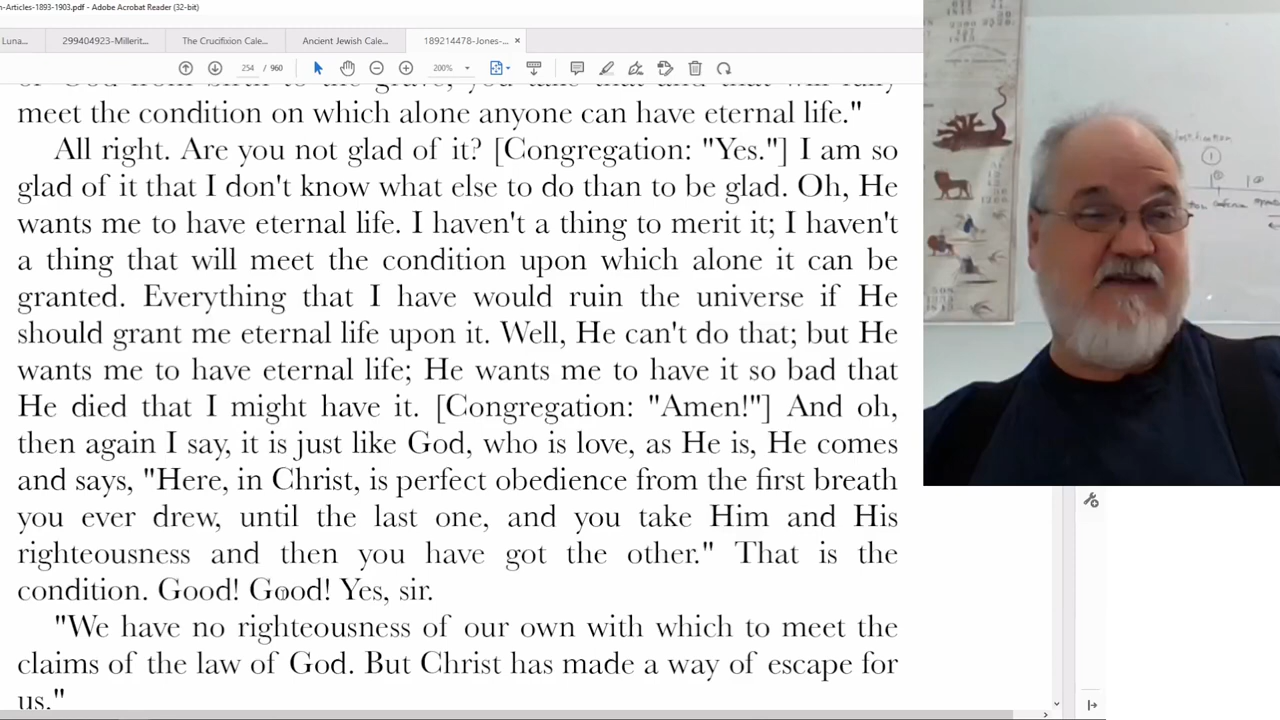 n-Articles-1893-1903.pdf - Adobe Acrobat Reader (32-bit)
Luna... 299404923-Millerit... The Crucifixion Cale... Ancient Jewish Cale... 189214478-Jones-... ×
254 / 960 200%
meet the condition on which alone anyone can have eternal life."
All right. Are you not glad of it? [Congregation: "Yes."] I am so
glad of it that I don't know what else to do than to be glad. Oh, He
wants me to have eternal life. I haven't a thing to merit it; I haven't
a thing that will meet the condition upon which alone it can be
granted. Everything that I have would ruin the universe if He
should grant me eternal life upon it. Well, He can't do that; but He
wants me to have eternal life; He wants me to have it so bad that
He died that I might have it. [Congregation: "Amen!"] And oh,
then again I say, it is just like God, who is love, as He is, He comes
and says, "Here, in Christ, is perfect obedience from the first breath
you ever drew, until the last one, and you take Him and His
righteousness and then you have got the other." That is the
condition. Good! Good! Yes, sir.
"We have no righteousness of our own with which to meet the
claims of the law of God. But Christ has made a way of escape for
us."